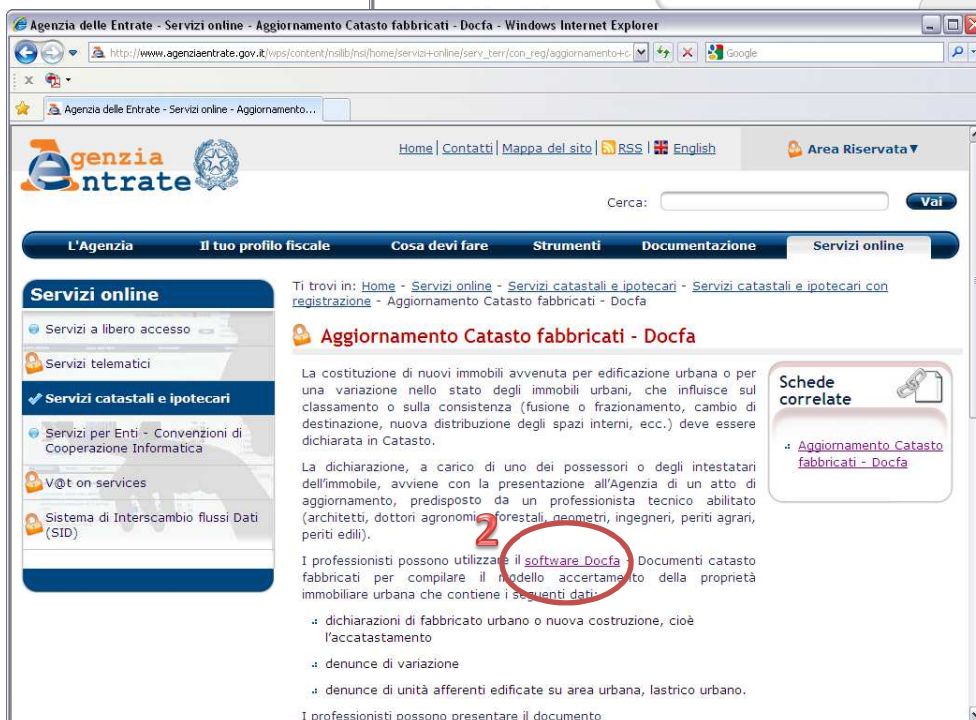 Agenzia delle Entrate - Servizi online - Aggiornamento Catasto fabbricati - Docfa - Windows Internet Explorer
http://www.agenziaentrate.gov.it/wps/content/nsilib/nsi/home/servizi+online/serv_terr/con_reg/aggiornamento+c
Google
x
Agenzia delle Entrate - Servizi online - Aggiornamento...
Agenzia
Entrate
Home | Contatti | Mappa del sito | RSS | English
Area Riservata
Cerca:
Vai
L'Agenzia
Il tuo profilo fiscale
Cosa devi fare
Strumenti
Documentazione
Servizi online
Servizi online
Servizi a libero accesso
Servizi telematici
Servizi catastali e ipotecari
Servizi per Enti - Convenzioni di
Cooperazione Informatica
V@t on services
Sistema di Interscambio flussi Dati
(SID)
Ti trovi in: Home - Servizi online - Servizi catastali e ipotecari - Servizi catastali e ipotecari con
registrazione - Aggiornamento Catasto fabbricati - Docfa
Aggiornamento Catasto fabbricati - Docfa
La costituzione di nuovi immobili avvenuta per edificazione urbana o per
una variazione nello stato degli immobili urbani, che influisce sul
classamento o sulla consistenza (fusione o frazionamento, cambio di
destinazione, nuova distribuzione degli spazi interni, ecc.) deve essere
dichiarata in Catasto.
La dichiarazione, a carico di uno dei possessori o degli intestatari
dell'immobile, avviene con la presentazione all'Agenzia di un atto di
aggiornamento, predisposto da un professionista tecnico abilitato
(architetti, dottori agronomi e forestali, geometri, ingegneri, periti agrari,
periti edili).
2
I professionisti possono utilizzare il software Docfa - Documenti catasto
fabbricati per compilare il modello accertamento della proprietà
immobiliare urbana che contiene i seguenti dati:
dichiarazioni di fabbricato urbano o nuova costruzione, cioè
l'accatastamento
denunce di variazione
denunce di unità afferenti edificate su area urbana, lastrico urbano.
I professionisti possono presentare il documento
Schede
correlate
Aggiornamento Catasto
fabbricati - Docfa